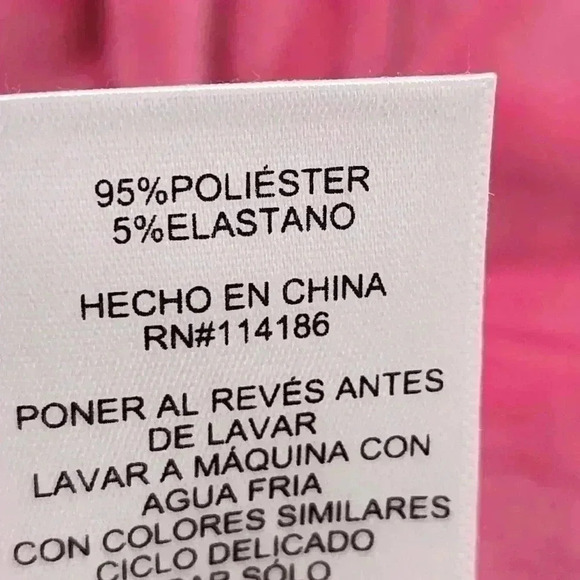 95%POLIÉSTER
5%ELASTANO
HECHO EN CHINA
RN#114186
PONER AL REVÉS ANTES
DE LAVAR
LAVAR A MÁQUINA CON
AGUA FRIA
CON COLORES SIMILARES
CICLO DELICADO
SÓLO